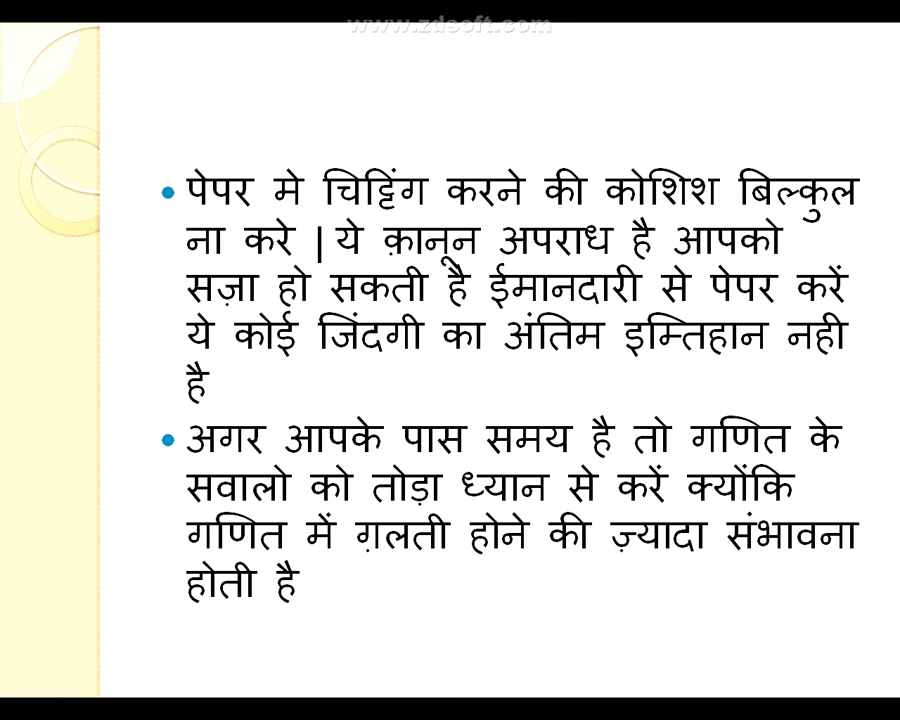 www.zdsoft.com
• पेपर मे चिट्टिंग करने की कोशिश बिल्कुल
ना करे | ये क़ानून अपराध है आपको
सज़ा हो सकती है ईमानदारी से पेपर करें
ये कोई जिंदगी का अंतिम इम्तिहान नही
है
• अगर आपके पास समय है तो गणित के
सवालो को तोड़ा ध्यान से करें क्योंकि
गणित में ग़लती होने की ज़्यादा संभावना
होती है